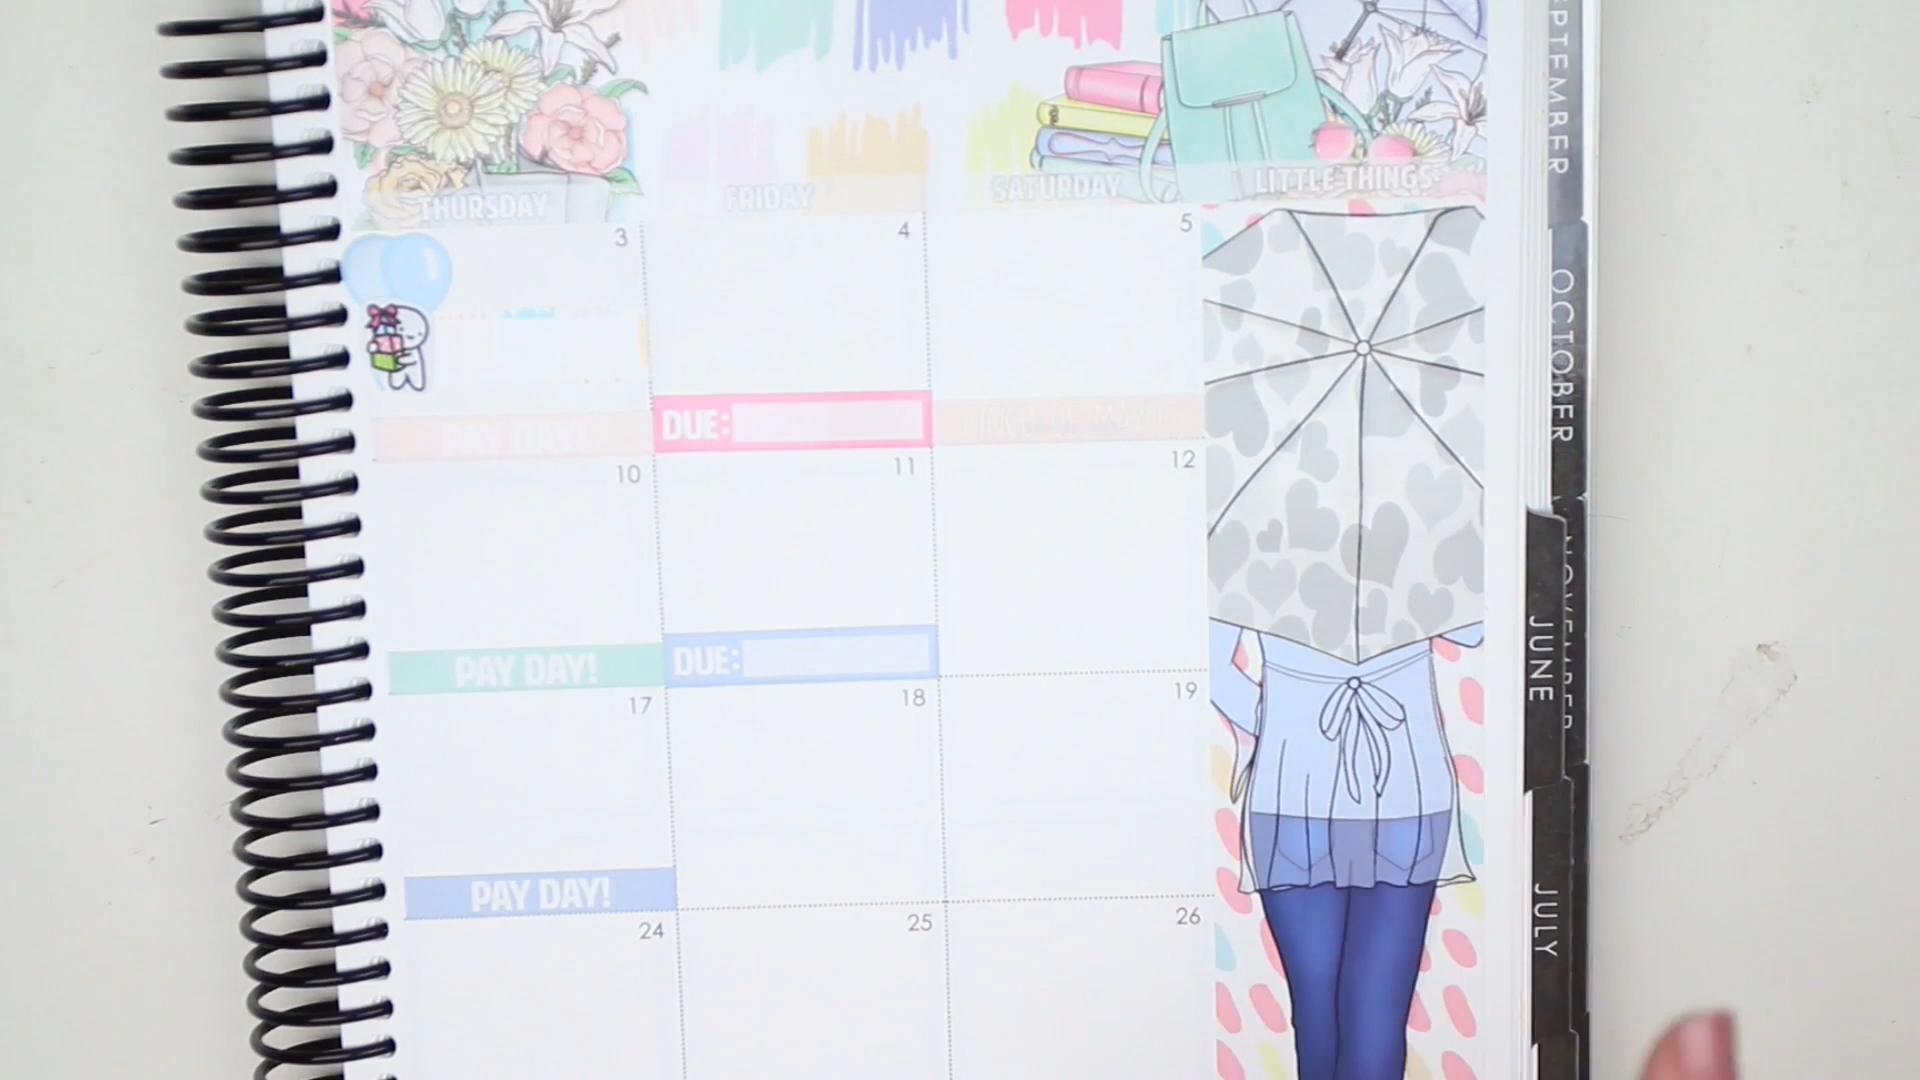 THURSDAY
FRIDAY
SATURDAY
LITTLE THINGS
3
4
5
PAY DAY!
DUE:
10
11
12
PAY DAY!
DUE:
17
18
19
PAY DAY!
24
25
26
OCTOBER
NOVEMBER
JUNE
JULY